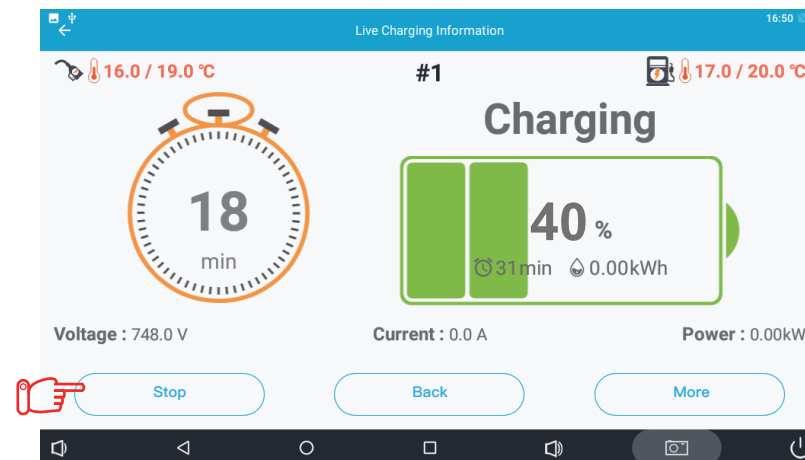 Live Charging Information
16:50
16.0 / 19.0 ℃
#1
17.0 / 20.0 ℃
Charging
18
min
40 %
31min 0.00kWh
Voltage : 748.0 V
Current : 0.0 A
Power : 0.00kW
Stop
Back
More